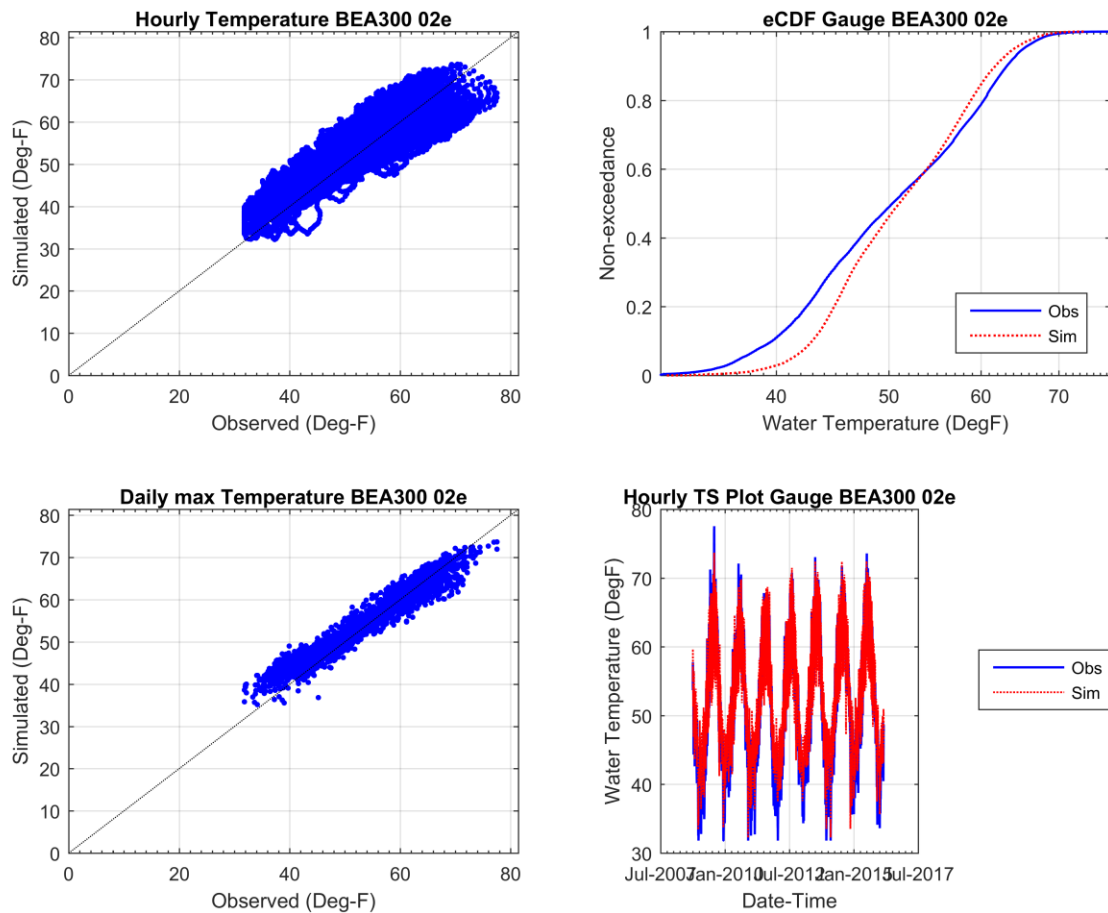 Hourly Temperature BEA300 02e
80
70
60
50
40
30
20
10
0
0 20 40 60 80
Simulated (Deg-F)
Observed (Deg-F)
eCDF Gauge BEA300 02e
1
0.8
0.6
0.4
0.2
0
40 50 60 70
Non-exceedance
Water Temperature (DegF)
Obs
Sim
Daily max Temperature BEA300 02e
80
70
60
50
40
30
20
10
0
0 20 40 60 80
Simulated (Deg-F)
Observed (Deg-F)
Hourly TS Plot Gauge BEA300 02e
80
70
60
50
40
30
Jul-2007 Jan-2010 Jul-2012 Jan-2015 Jul-2017
Water Temperature (DegF)
Date-Time
Obs
Sim